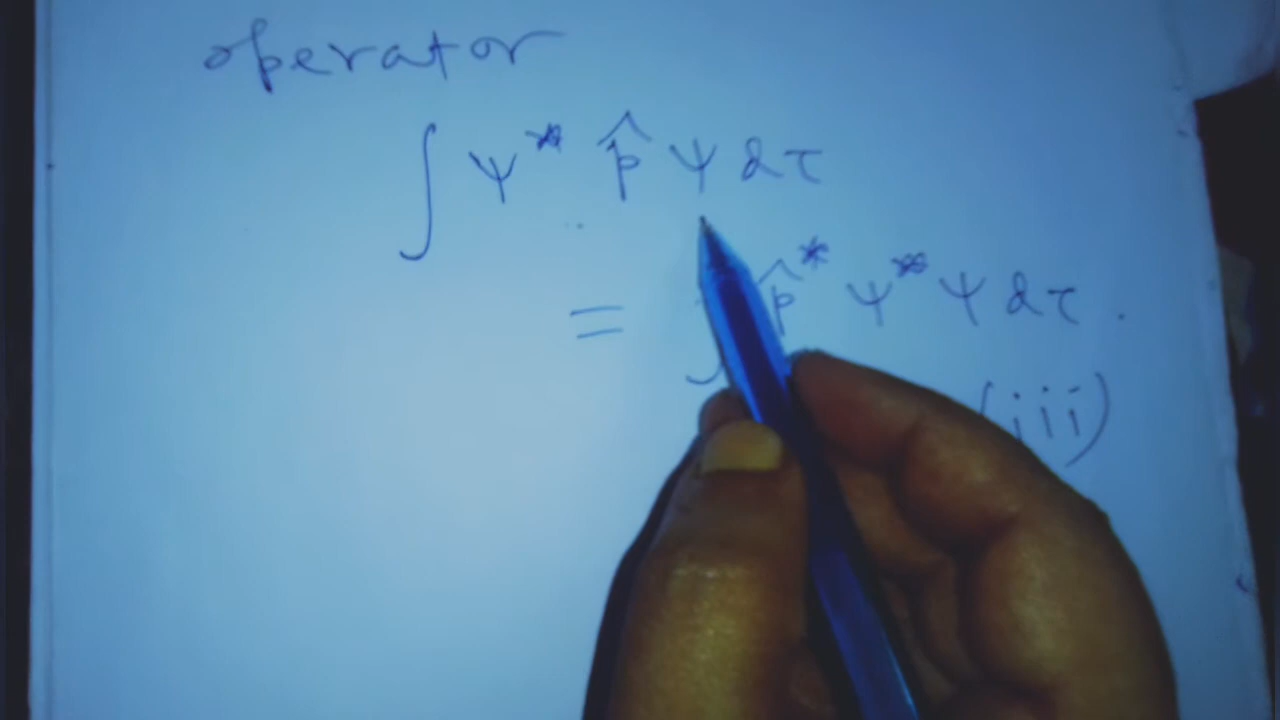 operator
∫ ψ* p̂ ψ dτ
= ∫ p̂* ψ* ψ dτ .
(iii)